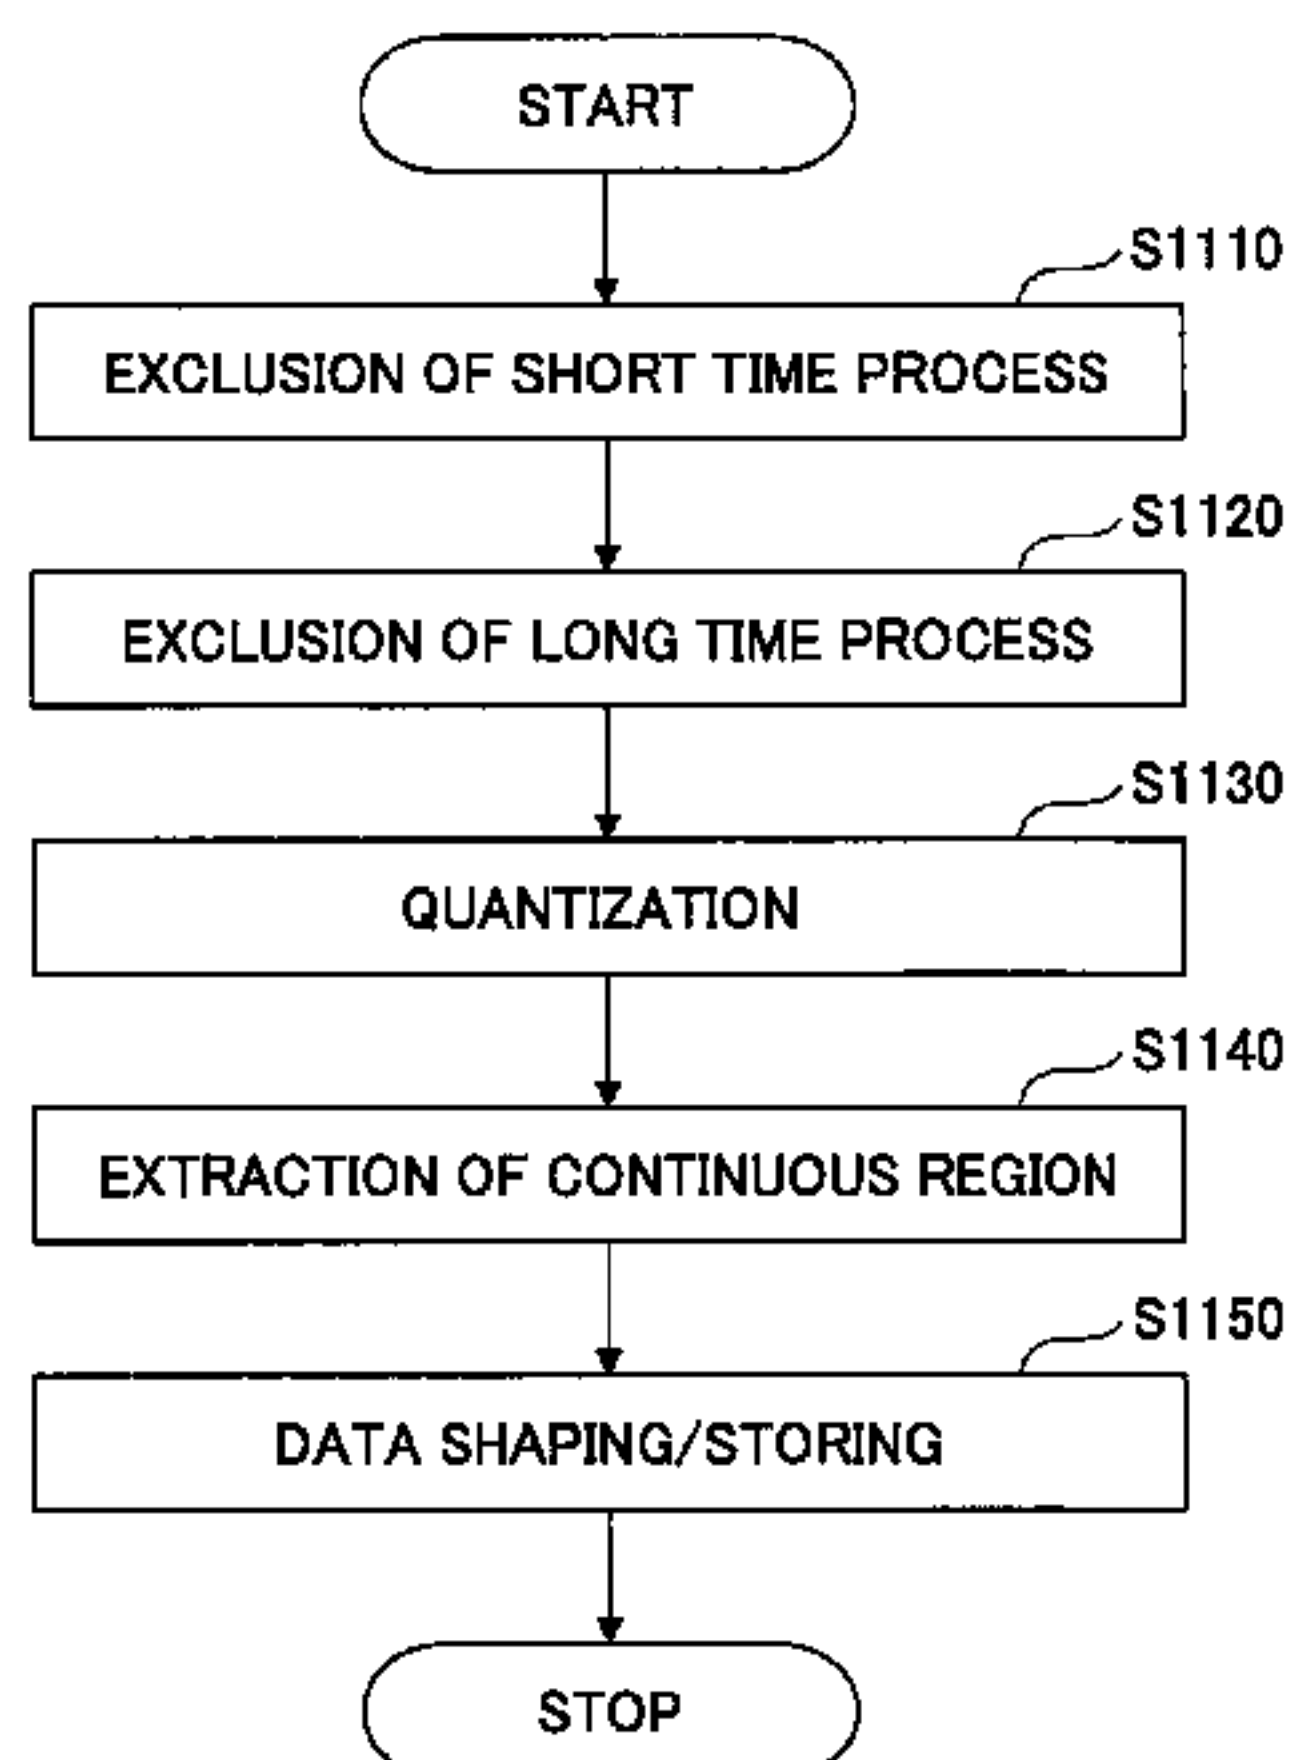 START
S1110
EXCLUSION OF SHORT TIME PROCESS
S1120
EXCLUSION OF LONG TIME PROCESS
S1130
QUANTIZATION
S1140
EXTRACTION OF CONTINUOUS REGION
S1150
DATA SHAPING/STORING
STOP